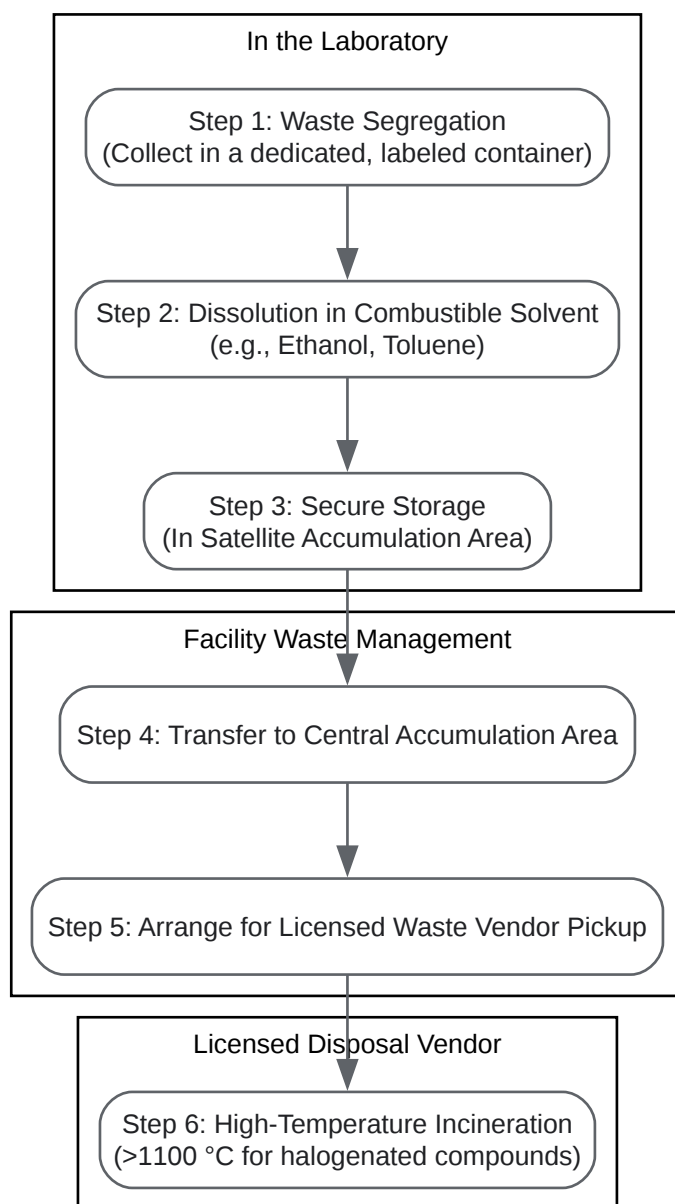 In the Laboratory
Step 1: Waste Segregation
(Collect in a dedicated, labeled container)
Step 2: Dissolution in Combustible Solvent
(e.g., Ethanol, Toluene)
Step 3: Secure Storage
(In Satellite Accumulation Area)
Facility Waste Management
Step 4: Transfer to Central Accumulation Area
Step 5: Arrange for Licensed Waste Vendor Pickup
Licensed Disposal Vendor
Step 6: High-Temperature Incineration
(>1100 °C for halogenated compounds)